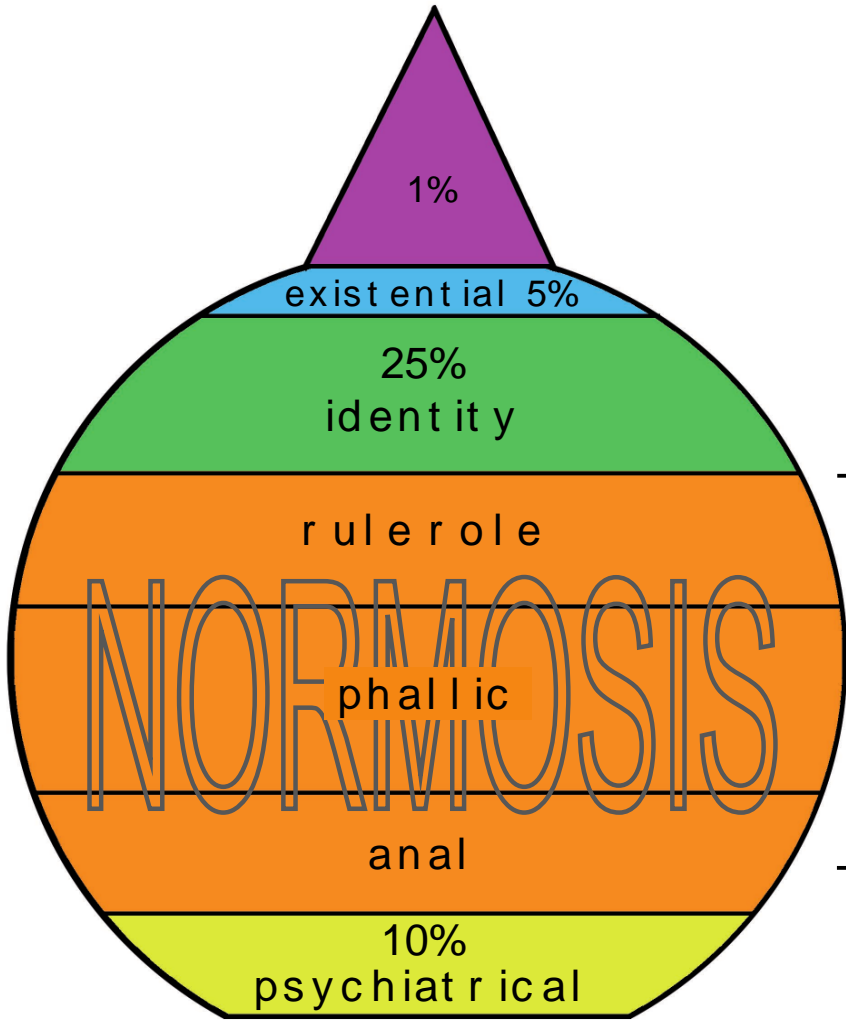 1%
existential 5%
25%
identity
rulerole
NORMOSIS
phallic
anal
10%
psychiatrical